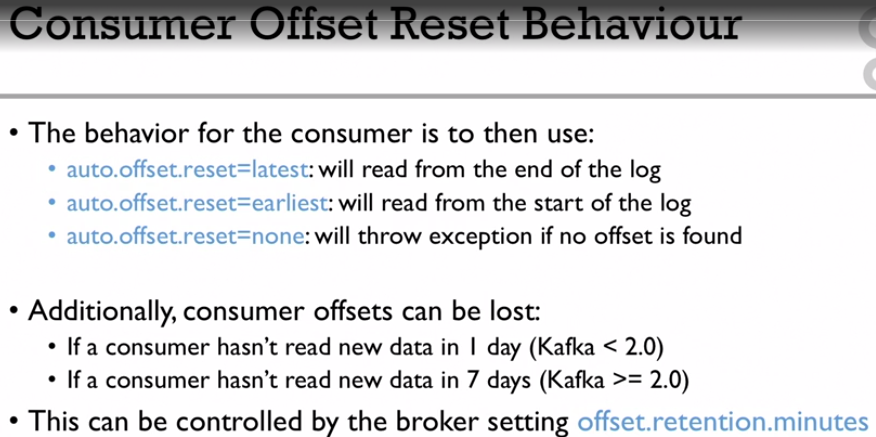 Consumer Offset Reset Behaviour
• The behavior for the consumer is to then use:
• auto.offset.reset=latest: will read from the end of the log
• auto.offset.reset=earliest: will read from the start of the log
• auto.offset.reset=none: will throw exception if no offset is found
• Additionally, consumer offsets can be lost:
• If a consumer hasn't read new data in 1 day (Kafka < 2.0)
• If a consumer hasn't read new data in 7 days (Kafka >= 2.0)
• This can be controlled by the broker setting offset.retention.minutes